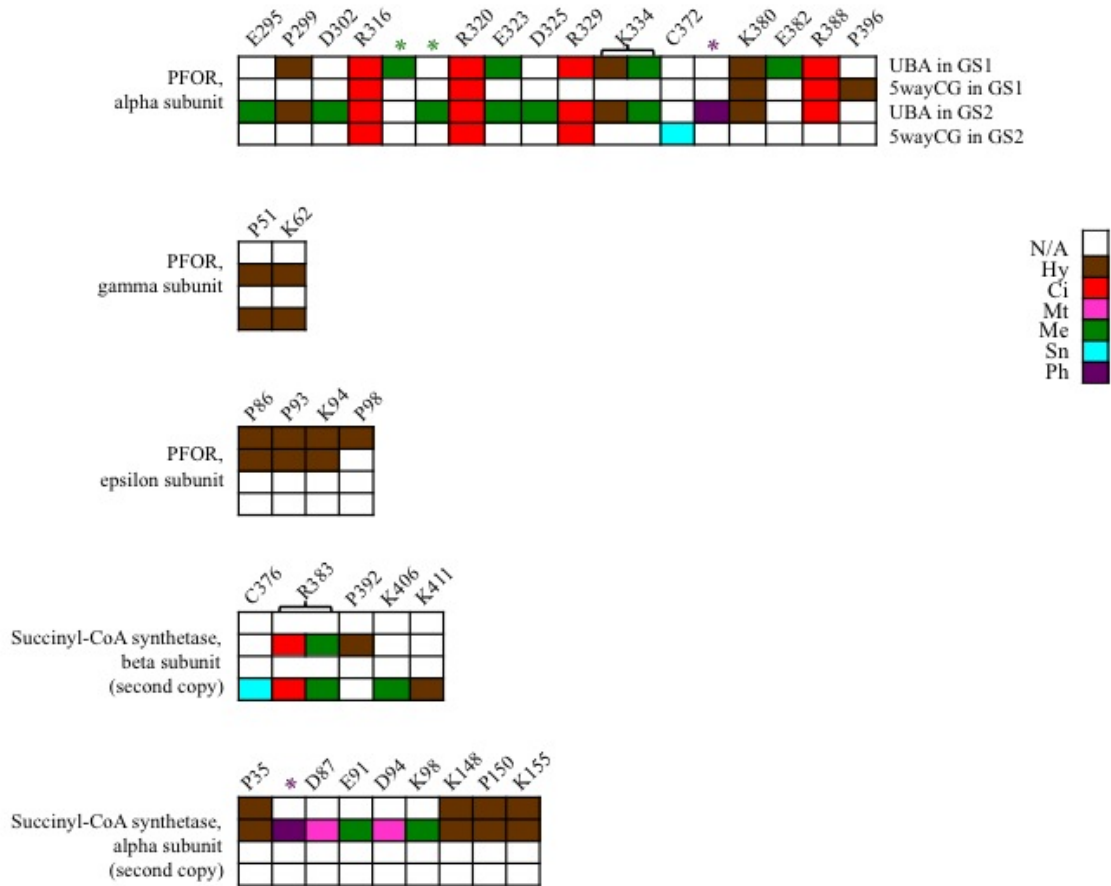 E295 P299 D302 R316 * * R320 E323 D325 R329 K334 C372 * K380 E382 R388 P396
PFOR,
alpha subunit
UBA in GS1
5wayCG in GS1
UBA in GS2
5wayCG in GS2
P51 K62
PFOR,
gamma subunit
N/A
Hy
Ci
Mt
Me
Sn
Ph
P86 P93 K94 P98
PFOR,
epsilon subunit
C376 R383 P392 K406 K411
Succinyl-CoA synthetase,
beta subunit
(second copy)
P35 * D87 E91 D94 K98 K148 P150 K155
Succinyl-CoA synthetase,
alpha subunit
(second copy)